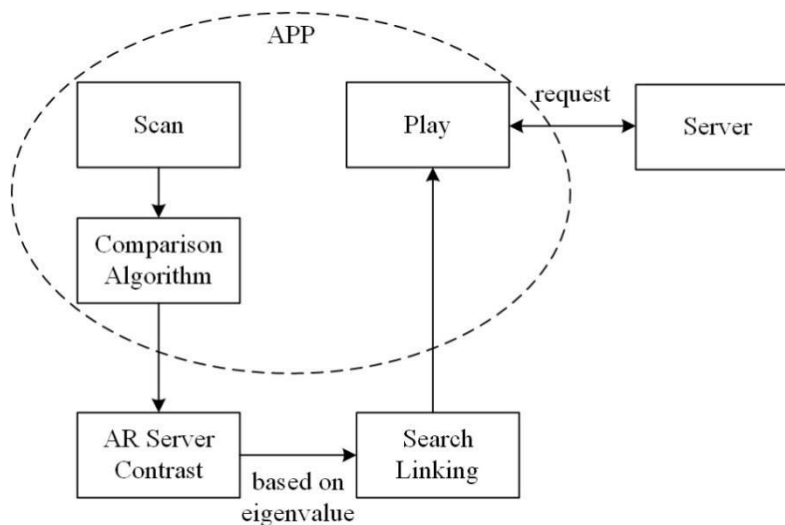 APP
Scan
Play
request
Server
Comparison
Algorithm
AR Server
Contrast
based on
eigenvalue
Search
Linking